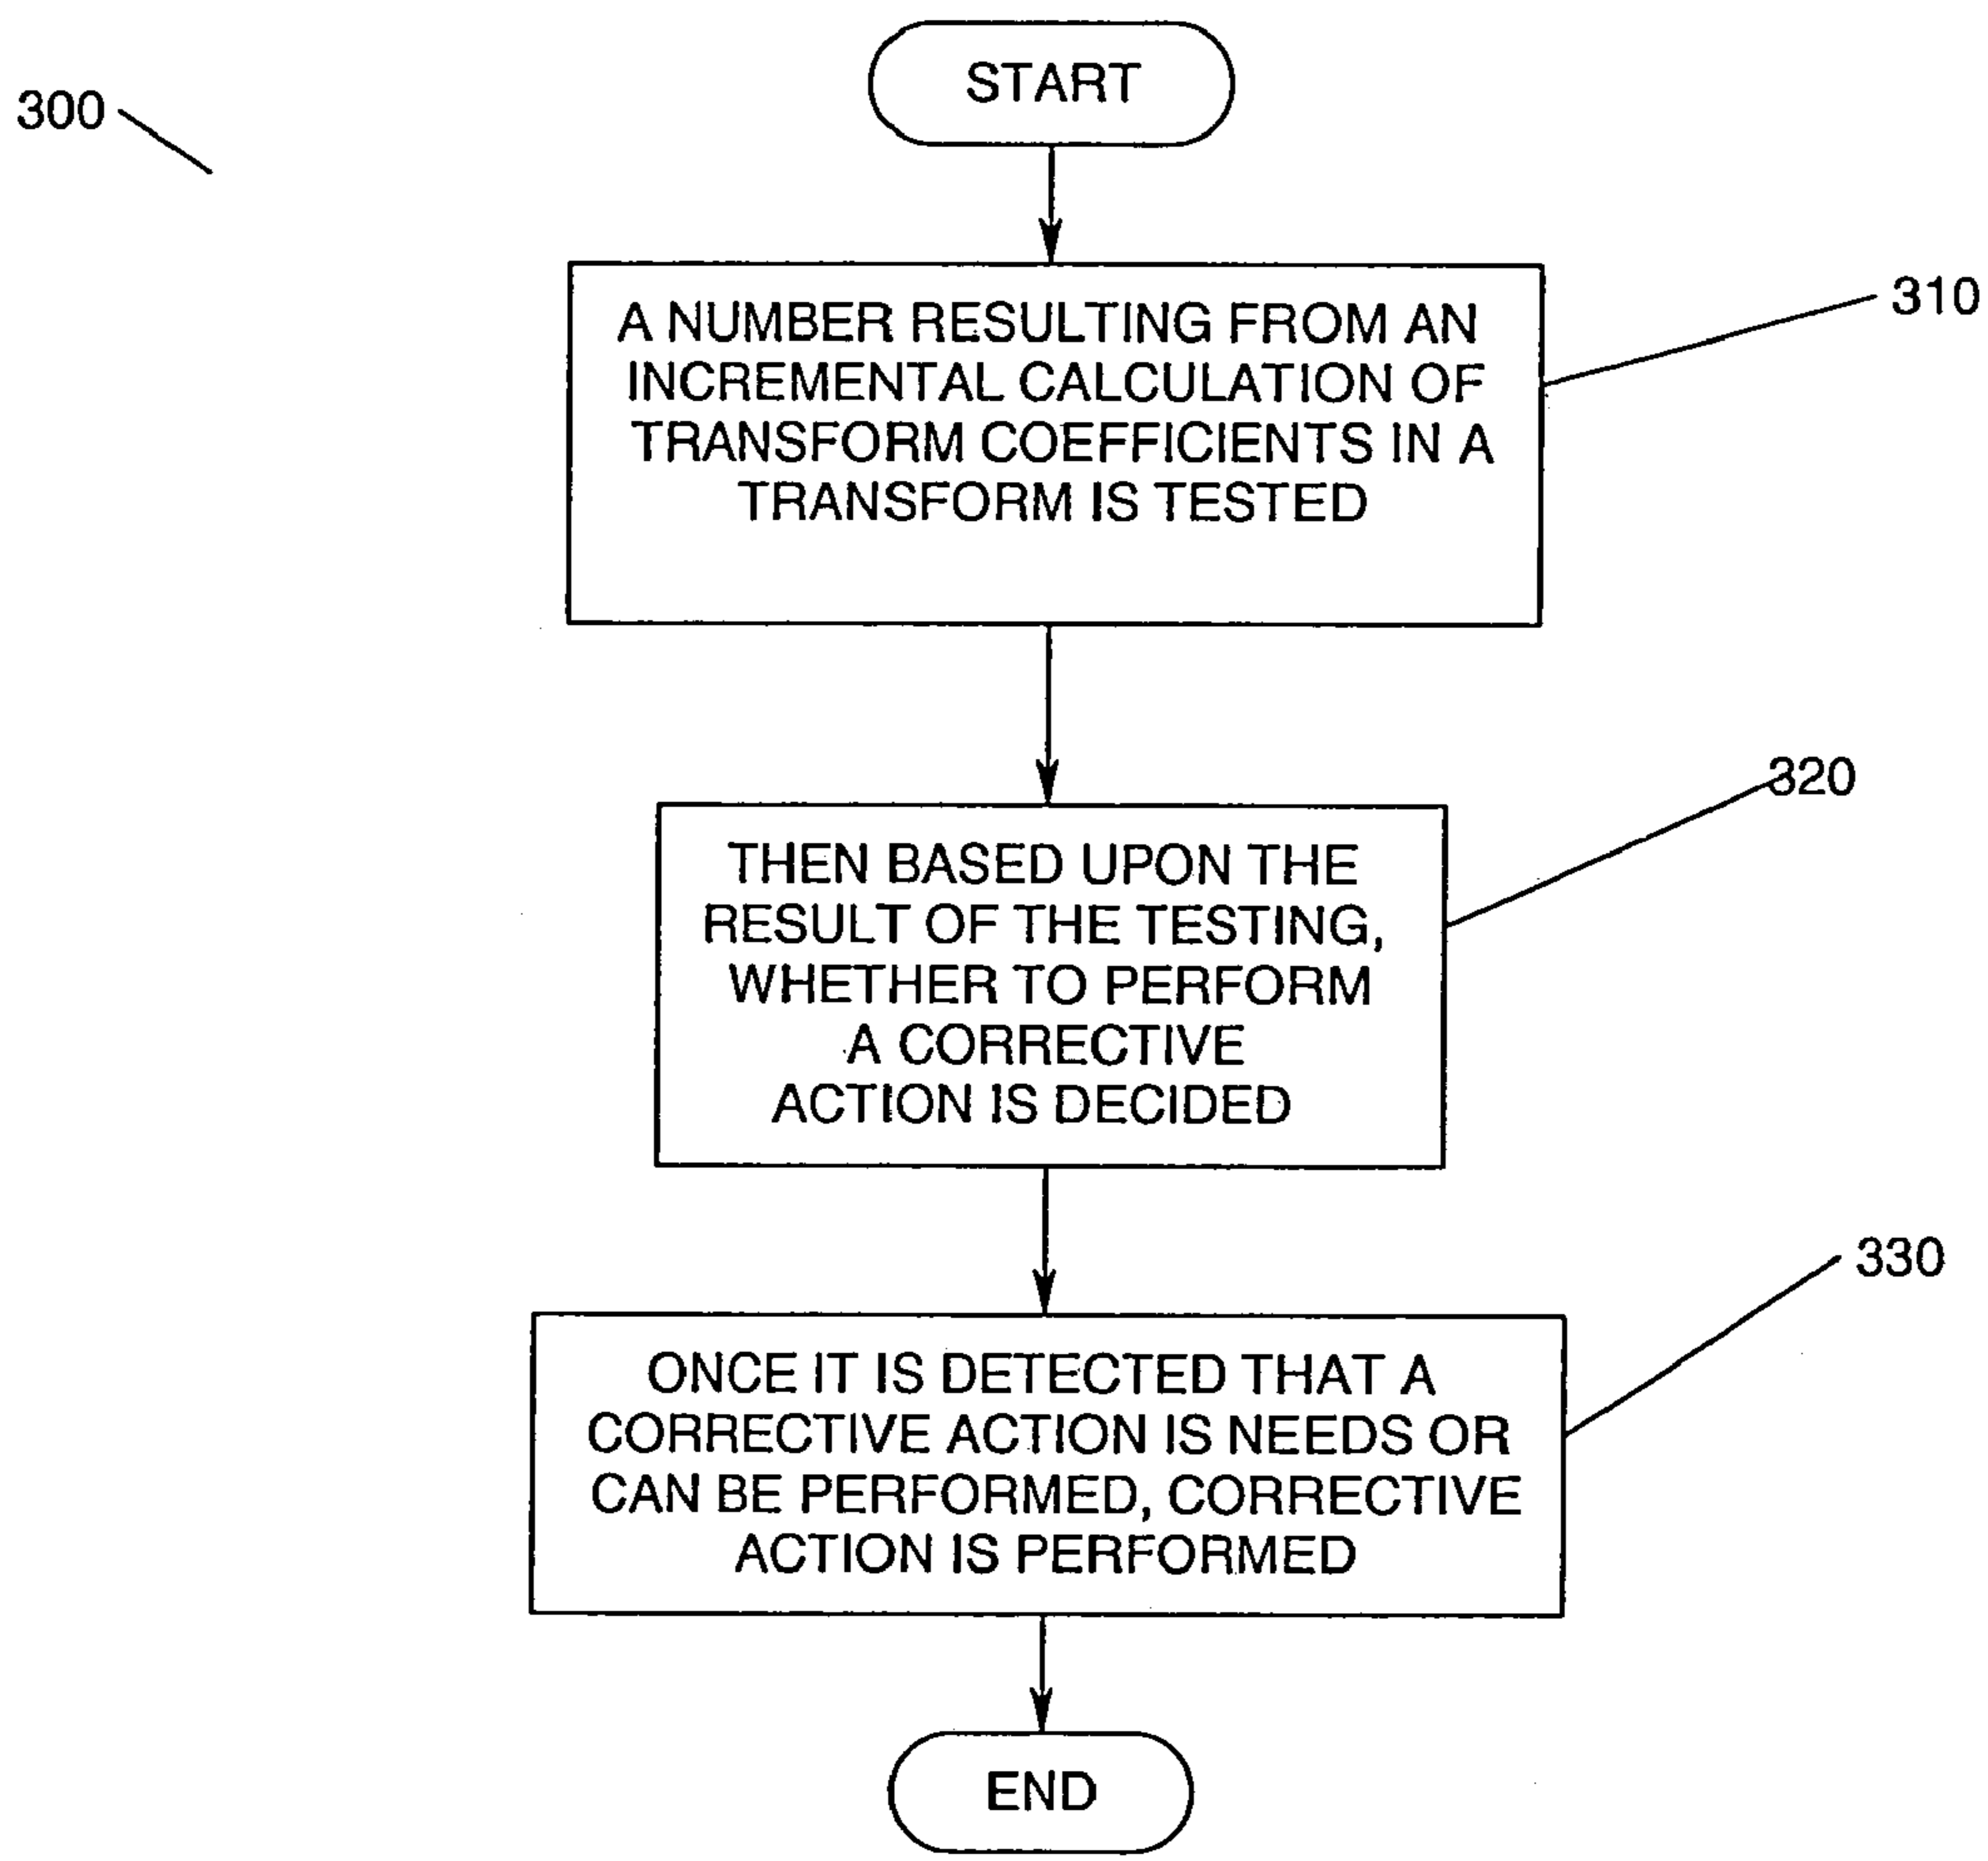 START
300
A NUMBER RESULTING FROM AN
INCREMENTAL CALCULATION OF
TRANSFORM COEFFICIENTS IN A
TRANSFORM IS TESTED
310
320
THEN BASED UPON THE
RESULT OF THE TESTING,
WHETHER TO PERFORM
A CORRECTIVE
ACTION IS DECIDED
330
ONCE IT IS DETECTED THAT A
CORRECTIVE ACTION IS NEEDS OR
CAN BE PERFORMED, CORRECTIVE
ACTION IS PERFORMED
END